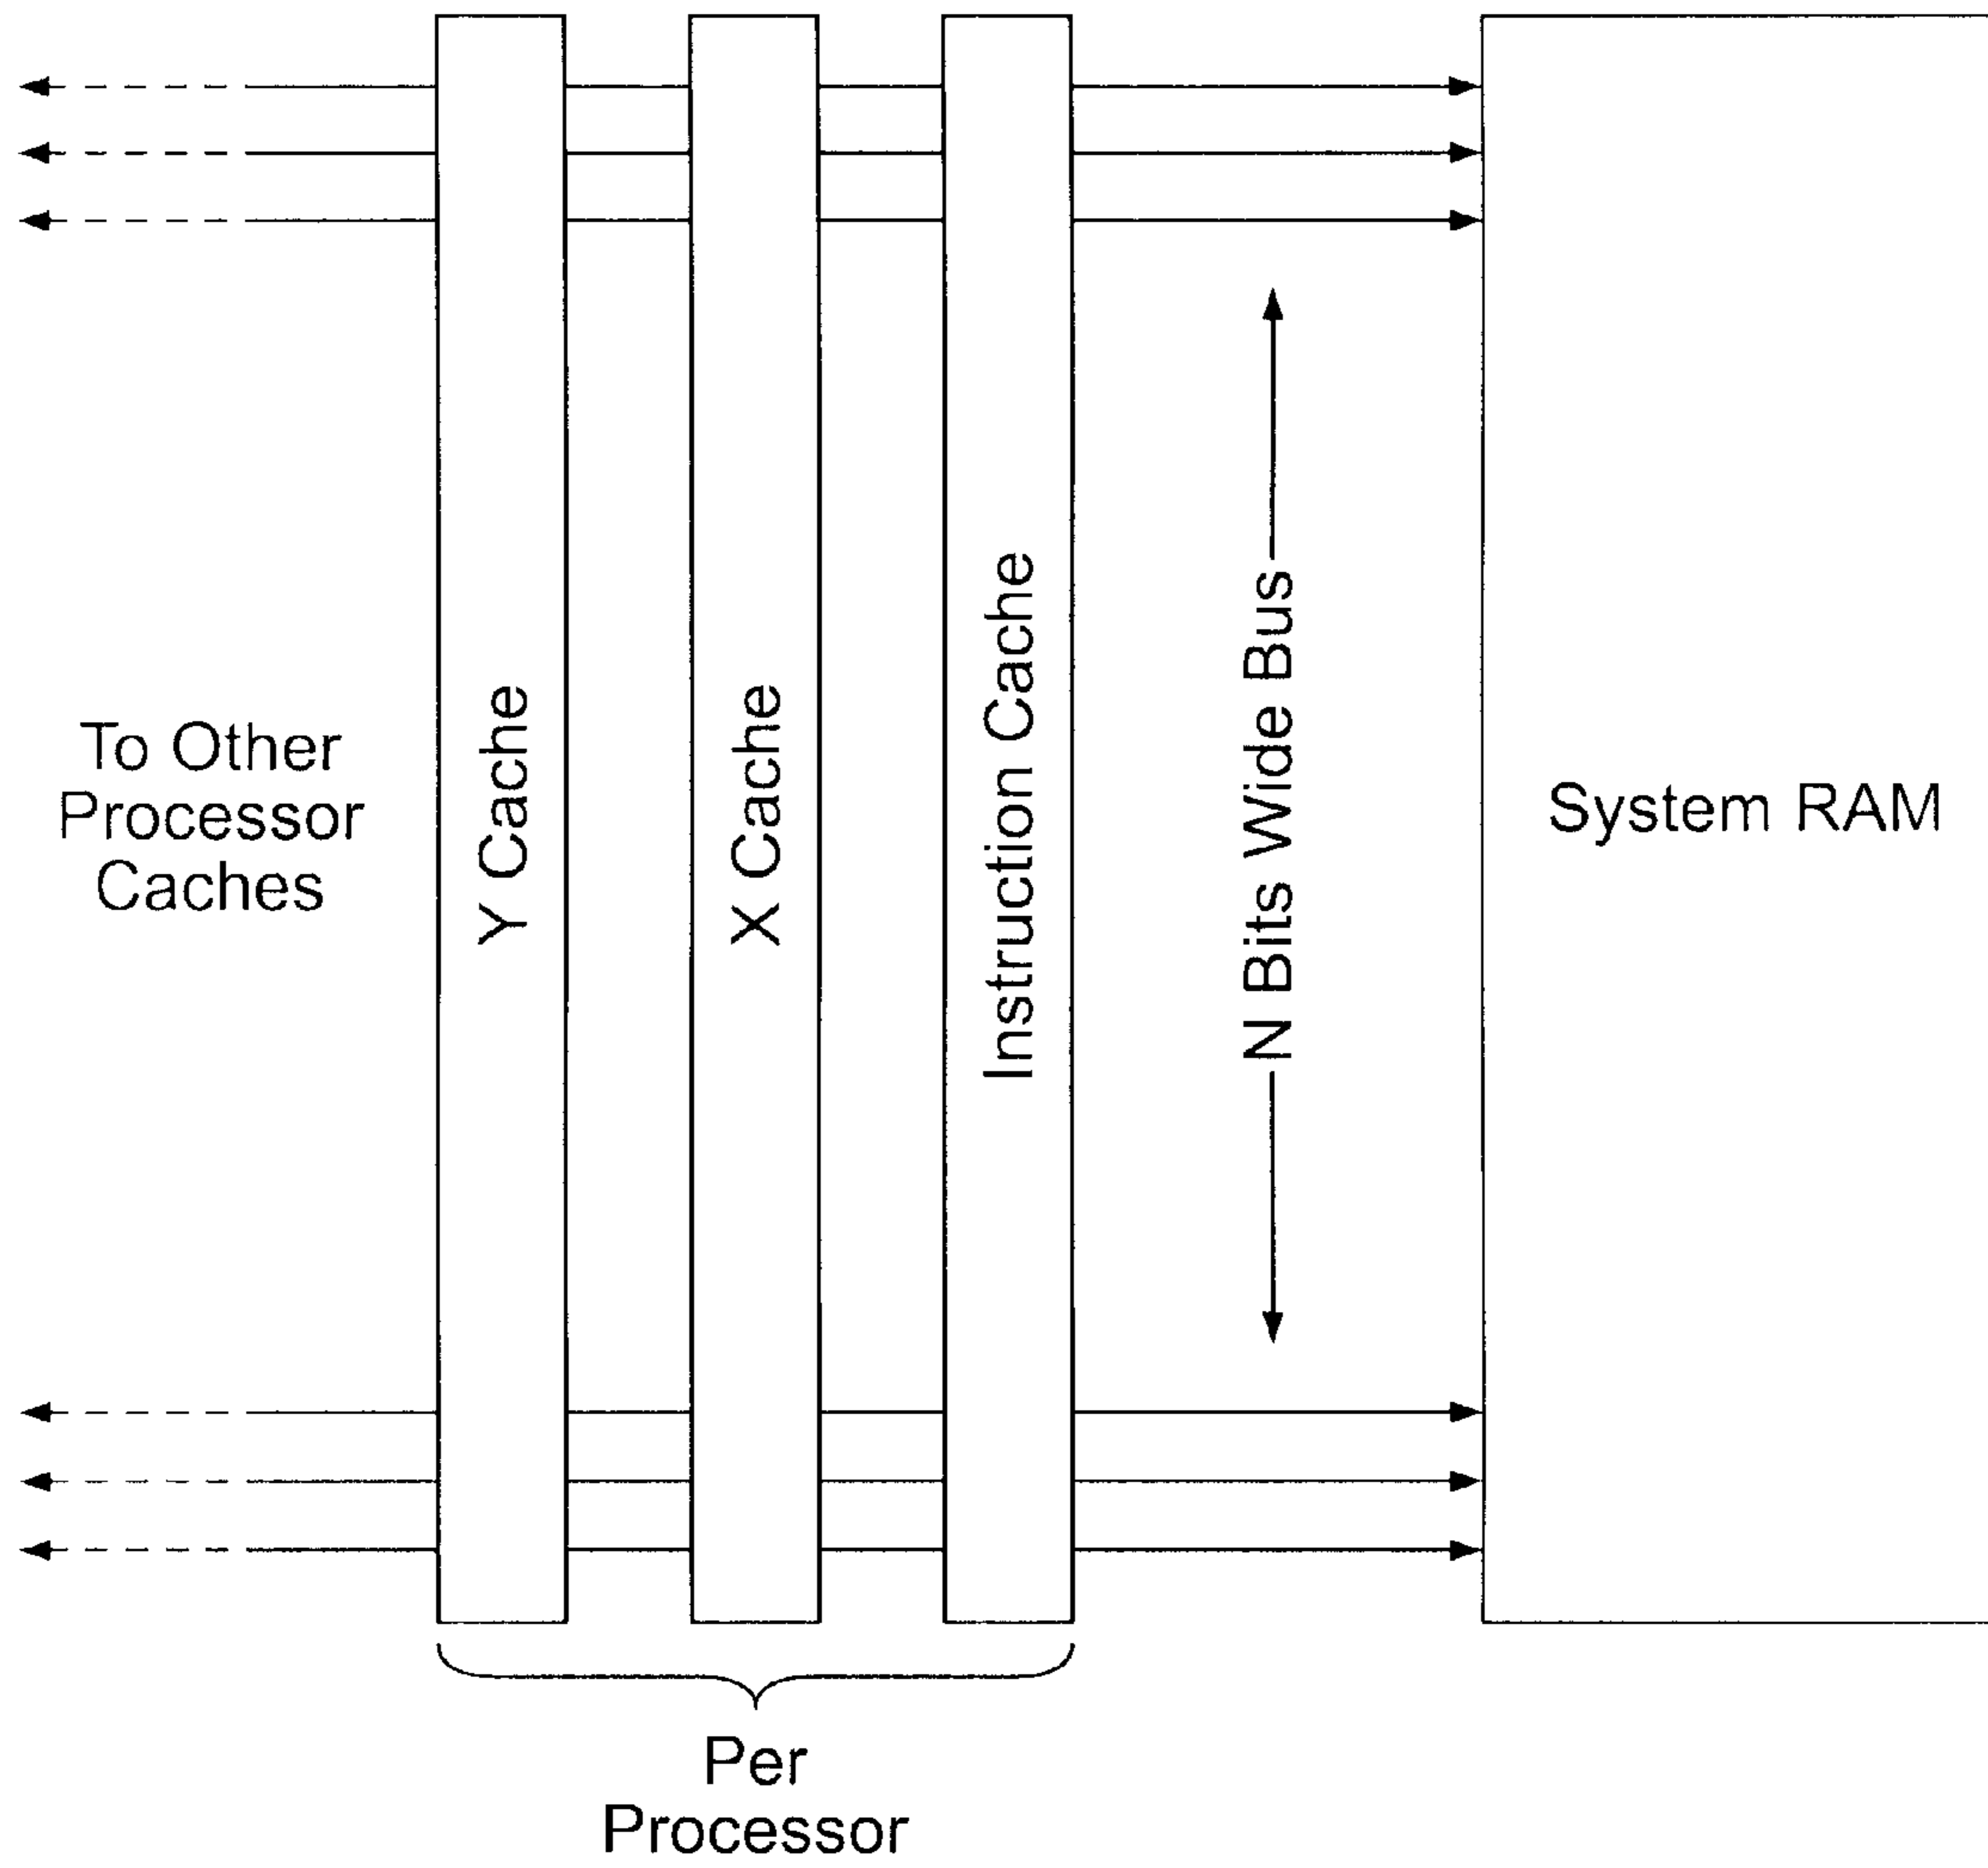 To Other
Processor
Caches
Y Cache
X Cache
Instruction Cache
N Bits Wide Bus
System RAM
Per
Processor